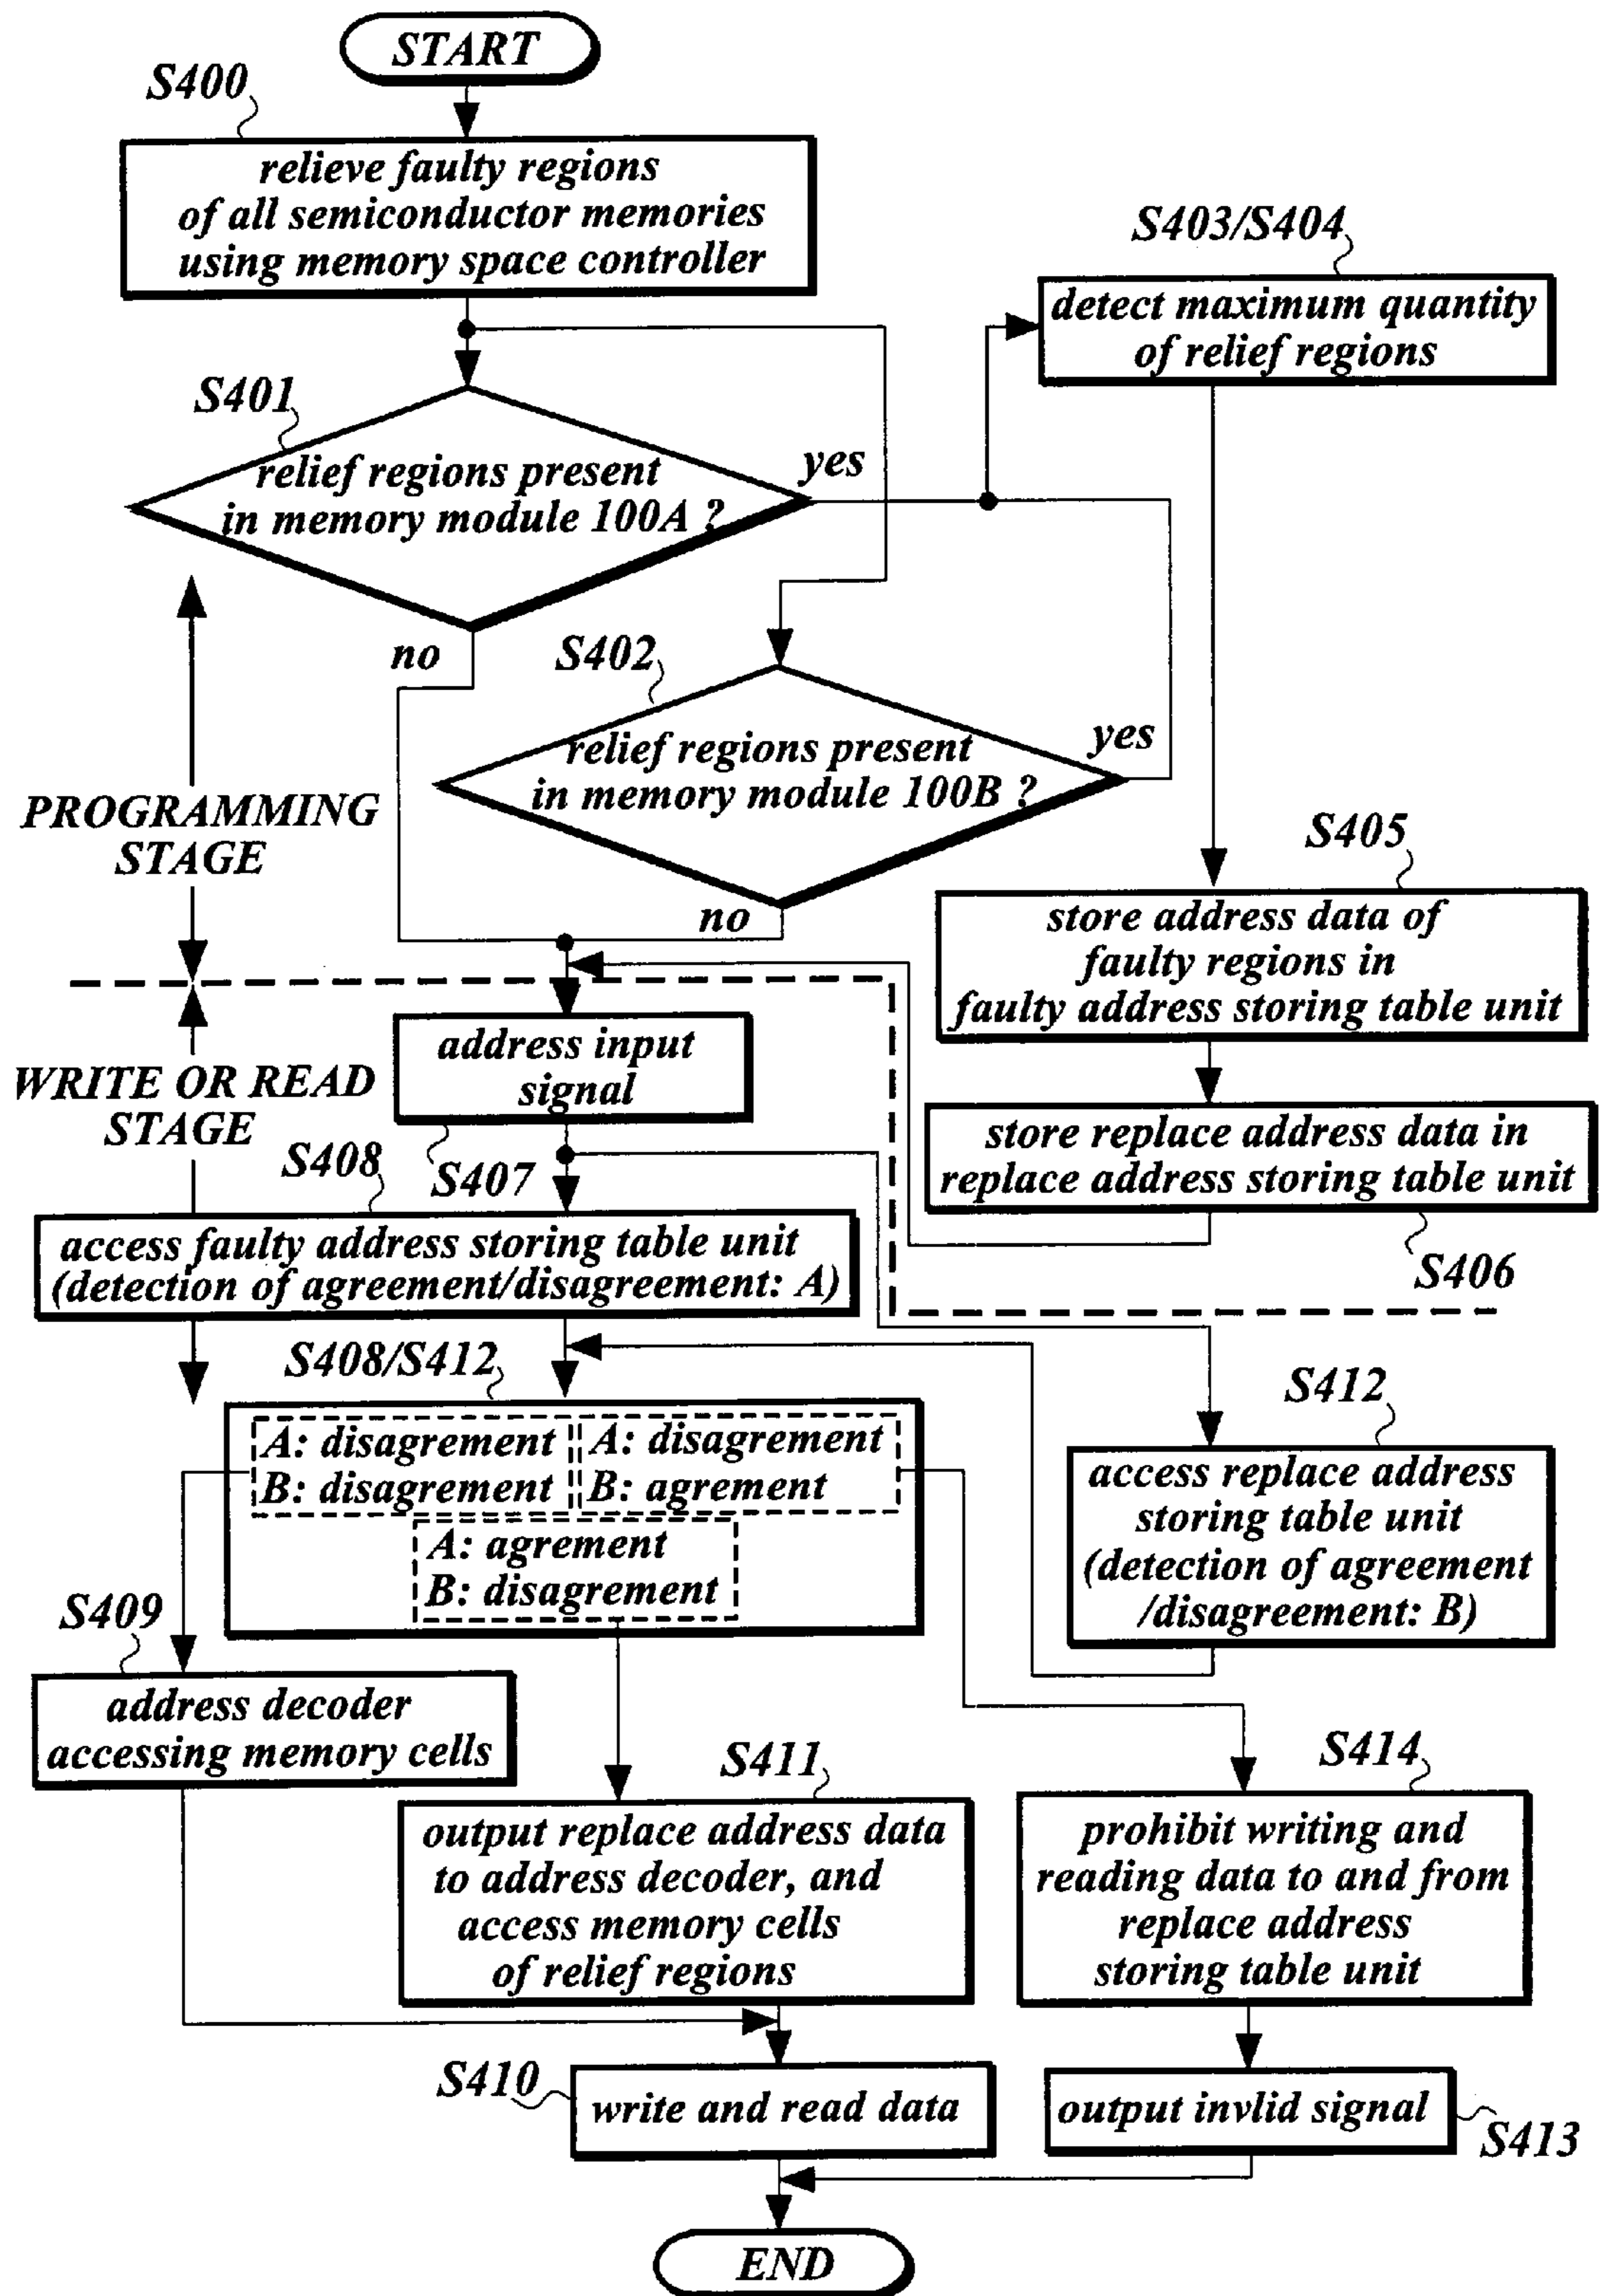 START
S400
relieve faulty regions
of all semiconductor memories
using memory space controller
S403/S404
detect maximum quantity
of relief regions
S401
relief regions present
in memory module 100A ?
yes
no
S402
relief regions present
in memory module 100B ?
yes
no
PROGRAMMING
STAGE
S405
store address data of
faulty regions in
faulty address storing table unit
address input
signal
S407
WRITE OR READ
STAGE
store replace address data in
replace address storing table unit
S406
S408
access faulty address storing table unit
(detection of agreement/disagreement: A)
S408/S412
A: disagrement
B: disagrement
A: disagrement
B: agrement
A: agrement
B: disagrement
S412
access replace address
storing table unit
(detection of agreement
/disagreement: B)
S409
address decoder
accessing memory cells
S411
output replace address data
to address decoder, and
access memory cells
of relief regions
S414
prohibit writing and
reading data to and from
replace address
storing table unit
S410
write and read data
output invlid signal
S413
END